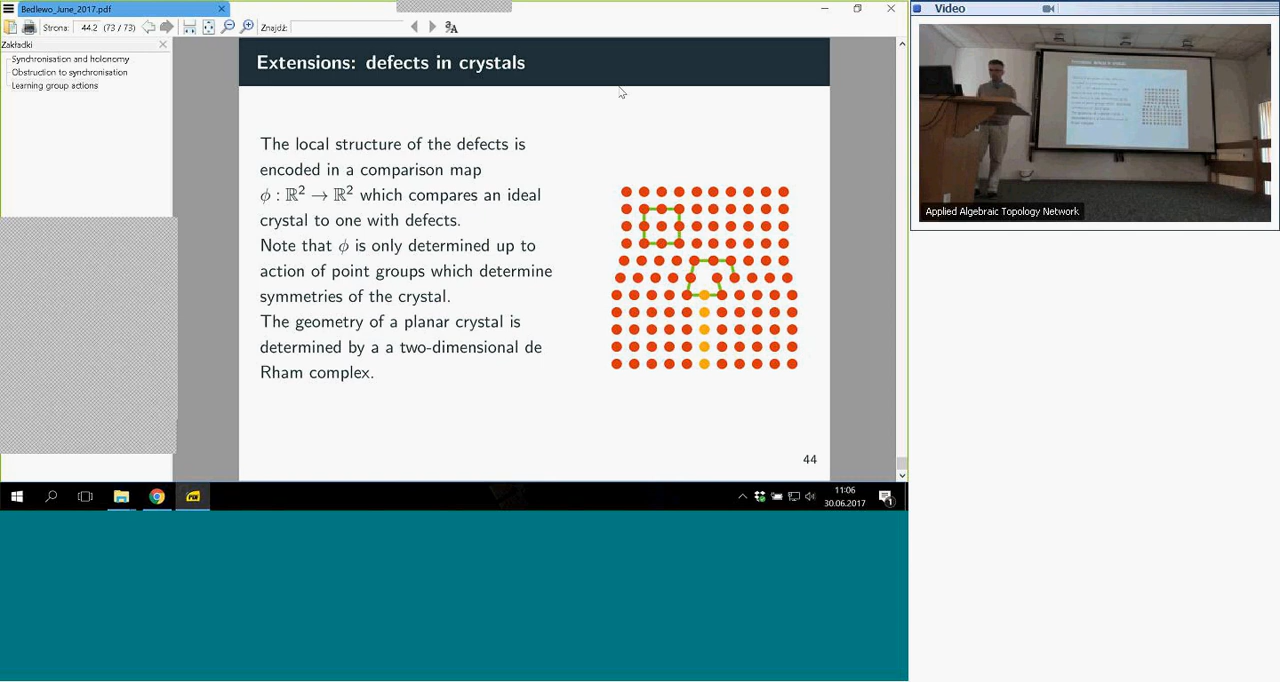 Bedlewo_June_2017.pdf
Strona: 44.2 (73 / 73)
Znajdź:
Zakładki
Synchronisation and holonomy
Obstruction to synchronisation
Learning group actions
Extensions: defects in crystals
The local structure of the defects is
encoded in a comparison map
ϕ : ℝ² → ℝ² which compares an ideal
crystal to one with defects.
Note that ϕ is only determined up to
action of point groups which determine
symmetries of the crystal.
The geometry of a planar crystal is
determined by a a two-dimensional de
Rham complex.
44
11:06
30.06.2017
Video
Applied Algebraic Topology Network